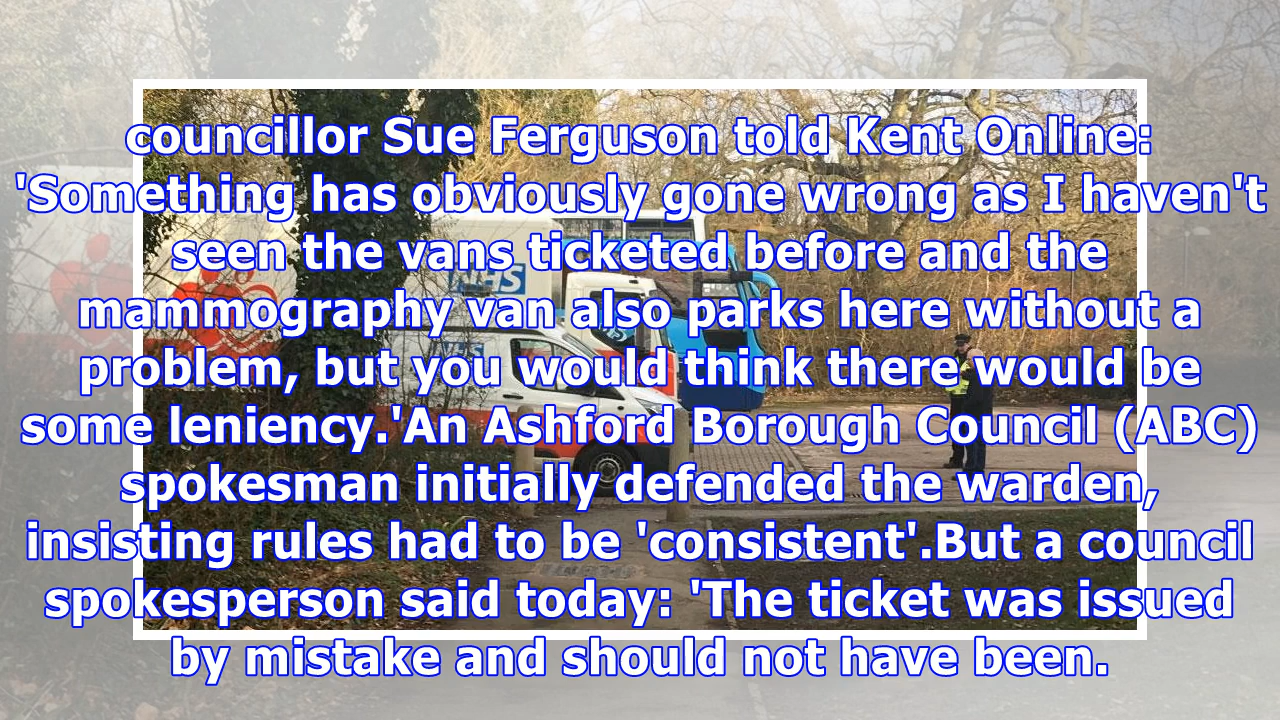 councillor Sue Ferguson told Kent Online:
'Something has obviously gone wrong as I haven't
seen the vans ticketed before and the
mammography van also parks here without a
problem, but you would think there would be
some leniency.'An Ashford Borough Council (ABC)
spokesman initially defended the warden,
insisting rules had to be 'consistent'.But a council
spokesperson said today: 'The ticket was issued
by mistake and should not have been.
NHS
NHS